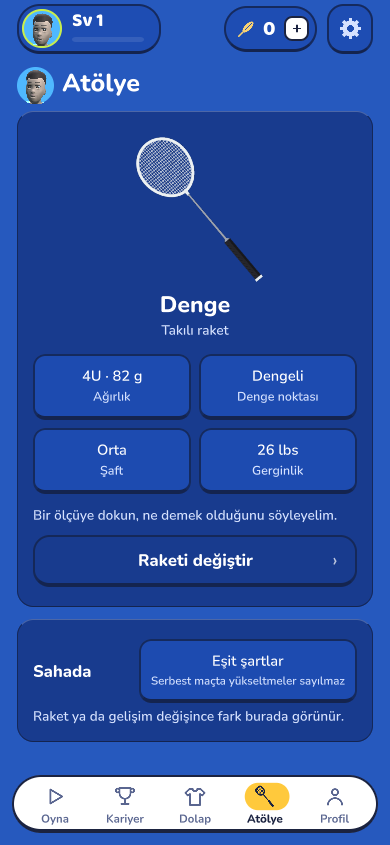 Sv 1
0
+
Atölye
Denge
Takılı raket
4U · 82 g
Ağırlık
Dengeli
Denge noktası
Orta
Şaft
26 lbs
Gerginlik
Bir ölçüye dokun, ne demek olduğunu söyleyelim.
Raketi değiştir ›
Sahada
Eşit şartlar
Serbest maçta yükseltmeler sayılmaz
Raket ya da gelişim değişince fark burada görünür.
Oyna
Kariyer
Dolap
Atölye
Profil